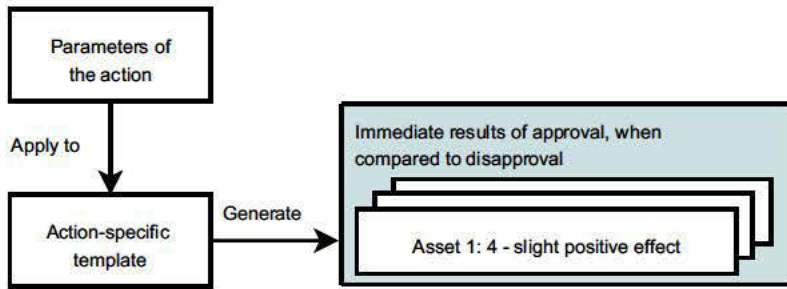 Parameters of
the action
Apply to
Action-specific
template
Generate
Immediate results of approval, when
compared to disapproval
Asset 1: 4 - slight positive effect